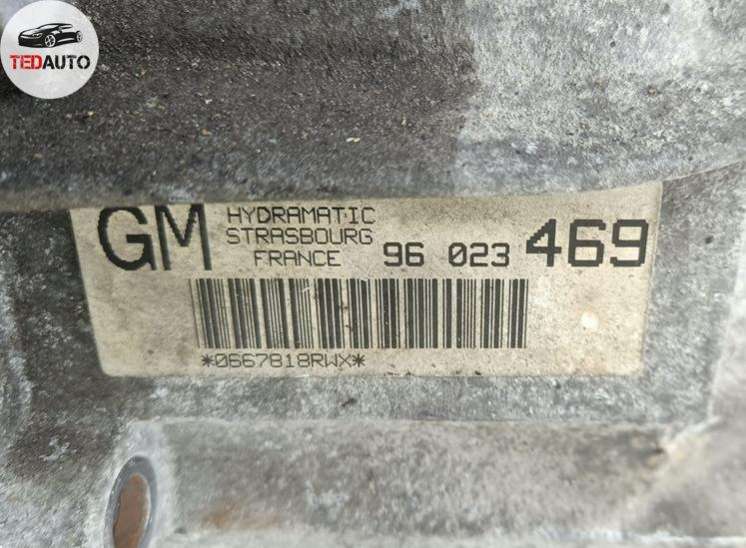 TEDAUTO
GM HYDRAMATIC
STRASBOURG
FRANCE 96 023 469
*0667818RWX*